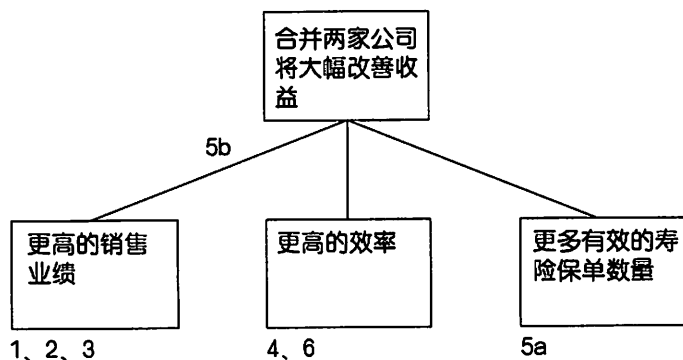 合并两家公司
将大幅改善收
益
5b
更高的销售
业绩
更高的效率
更多有效的寿
险保单数量
1、2、3
4、6
5a